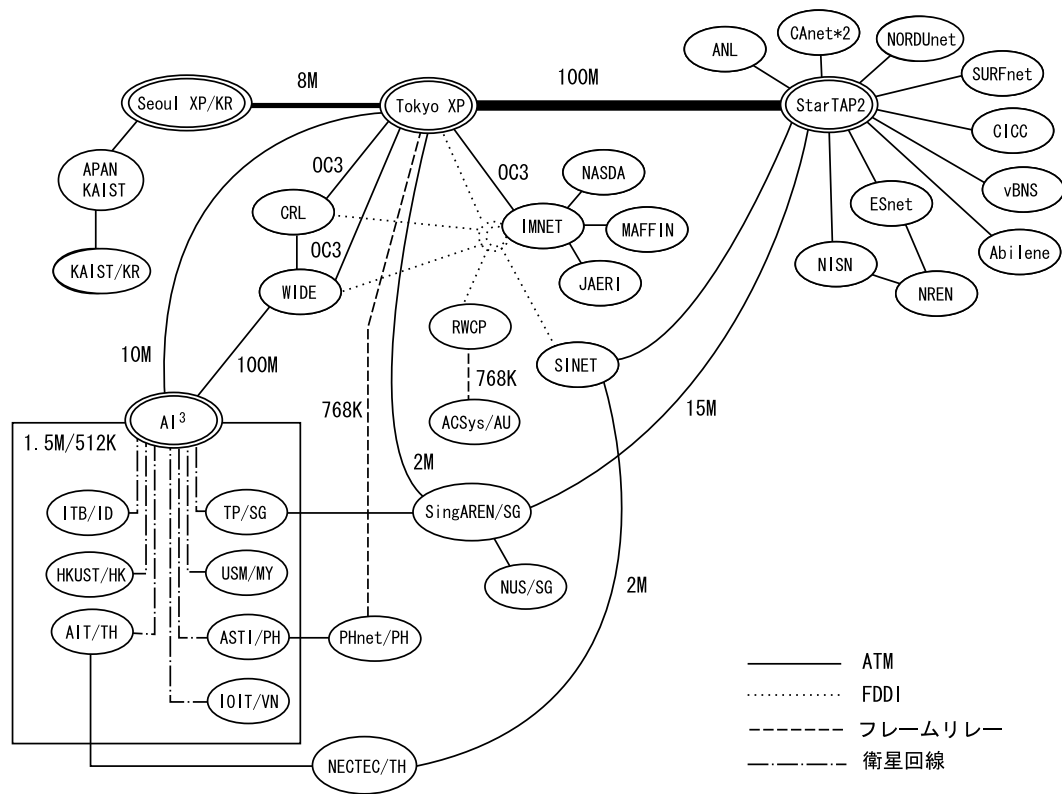 CAnet*2
NORDUnet
ANL
SURFnet
8M
100M
Seoul XP/KR
Tokyo XP
StarTAP2
CICC
OC3
OC3
NASDA
APAN
KAIST
vBNS
CRL
ESnet
IMNET
MAFFIN
OC3
Abilene
KAIST/KR
JAERI
NISN
WIDE
NREN
RWCP
10M
100M
SINET
768K
768K
15M
ACSys/AU
AI³
1.5M/512K
2M
ITB/ID
TP/SG
SingAREN/SG
HKUST/HK
USM/MY
NUS/SG
2M
AIT/TH
ASTI/PH
PHnet/PH
IOIT/VN
NECTEC/TH
ATM
FDDI
フレームリレー
衛星回線